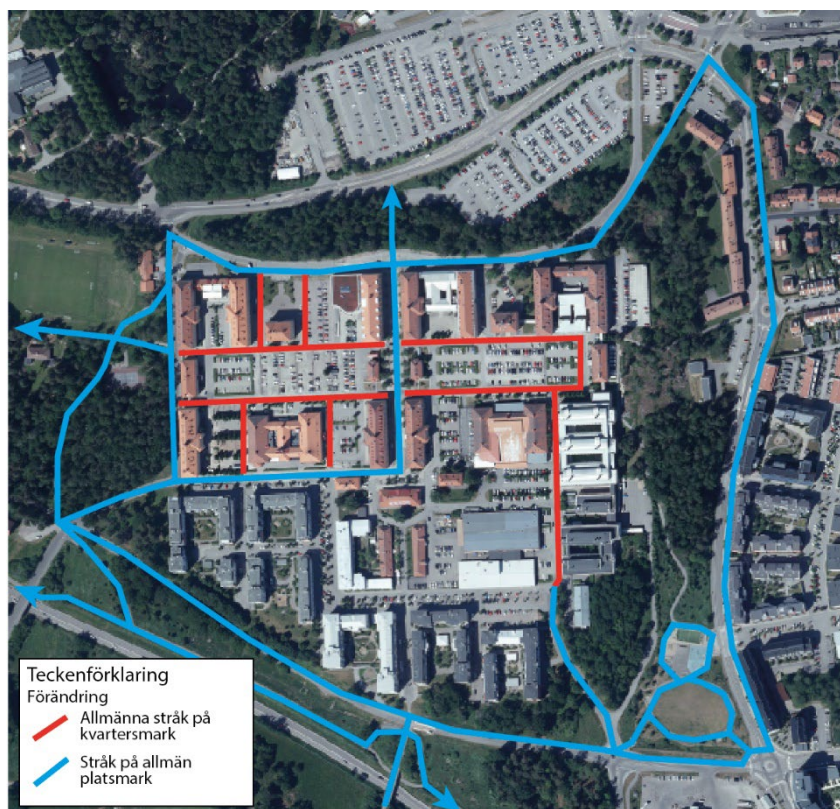 Teckenförklaring
Förändring
Allmänna stråk på
kvartersmark
Stråk på allmän
platsmark